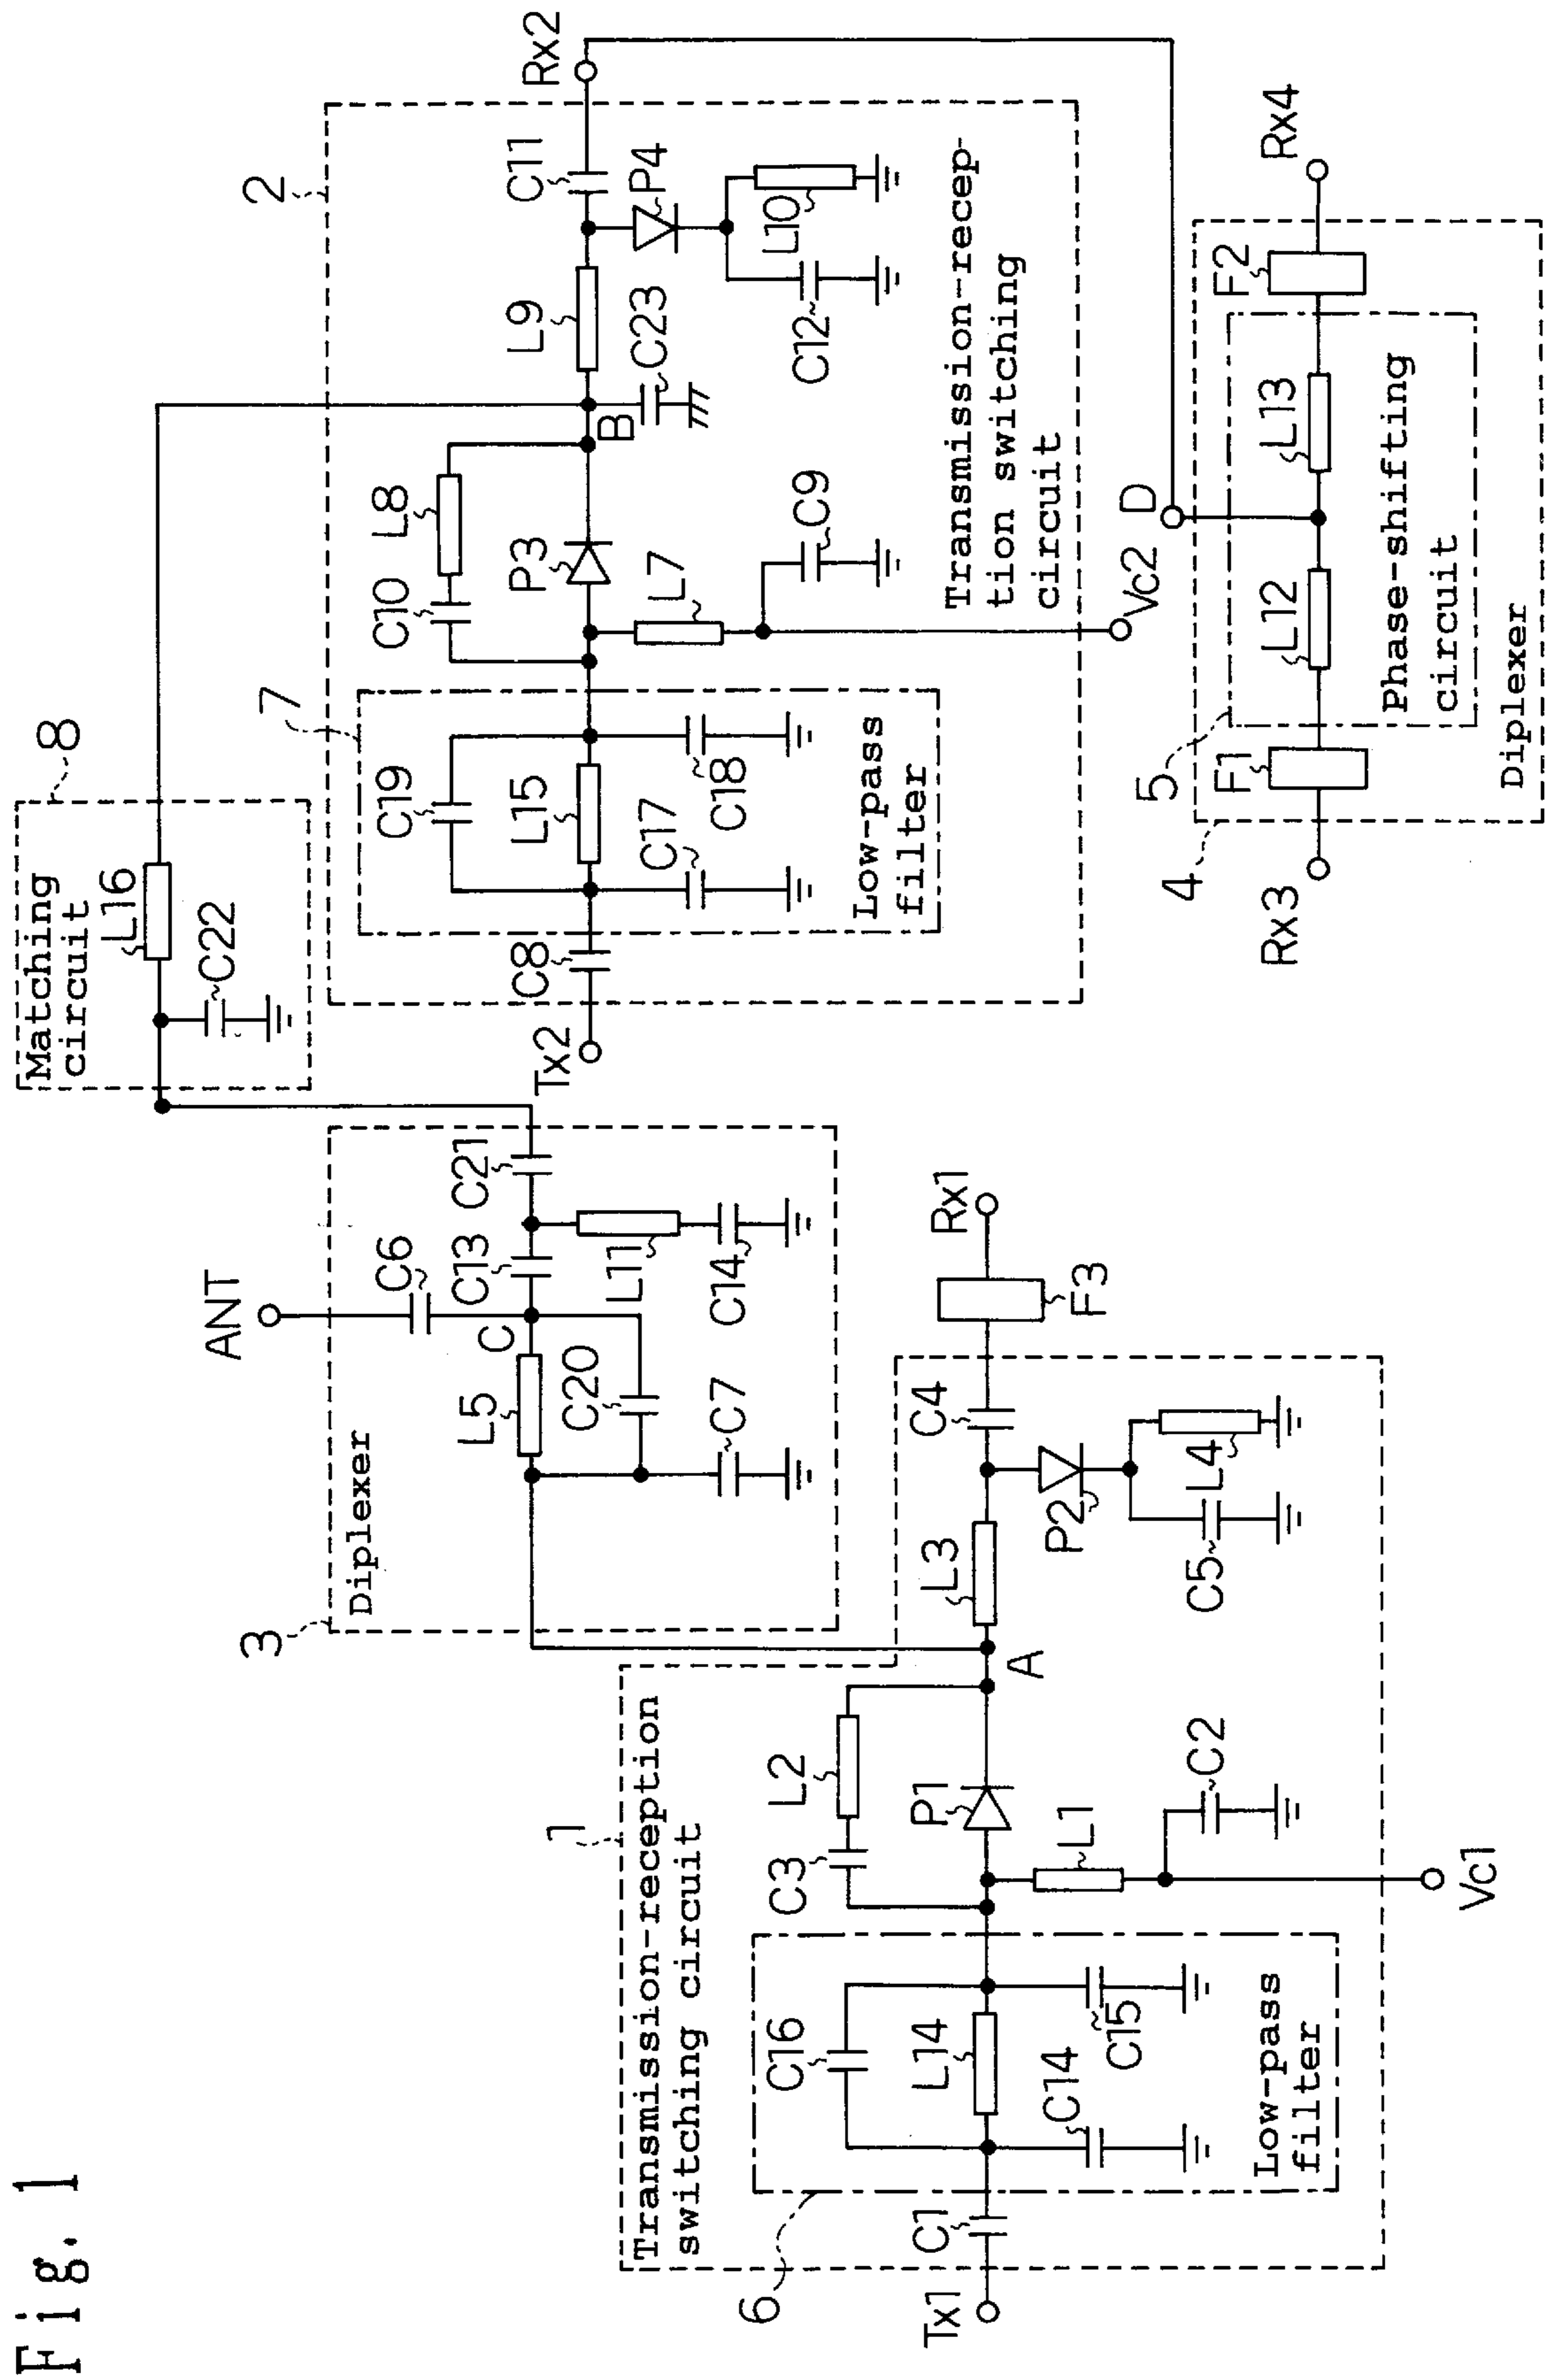 Fig. 1
Matching
circuit
8
L16
C22
ANT
C6
3
Diplexer
C
L5
C13
C21
C20
L11
C7
C14
2
7
C19
L15
C17
C18
Low-pass
filter
C8
Tx2
C10
L8
P3
B
L7
C9
Vc2
L9
C23
C11
P4
C12
L10
Rx2
Transmission-recep-
tion switching
circuit
1
Transmission-reception
switching circuit
6
Tx1
C1
C16
L14
C14
C15
Low-pass
filter
C3
L2
P1
L1
C2
Vc1
A
L3
C4
P2
C5
L4
F3
Rx1
4
5
D
Rx3
F1
L12
L13
F2
Rx4
Phase-shifting
circuit
Diplexer